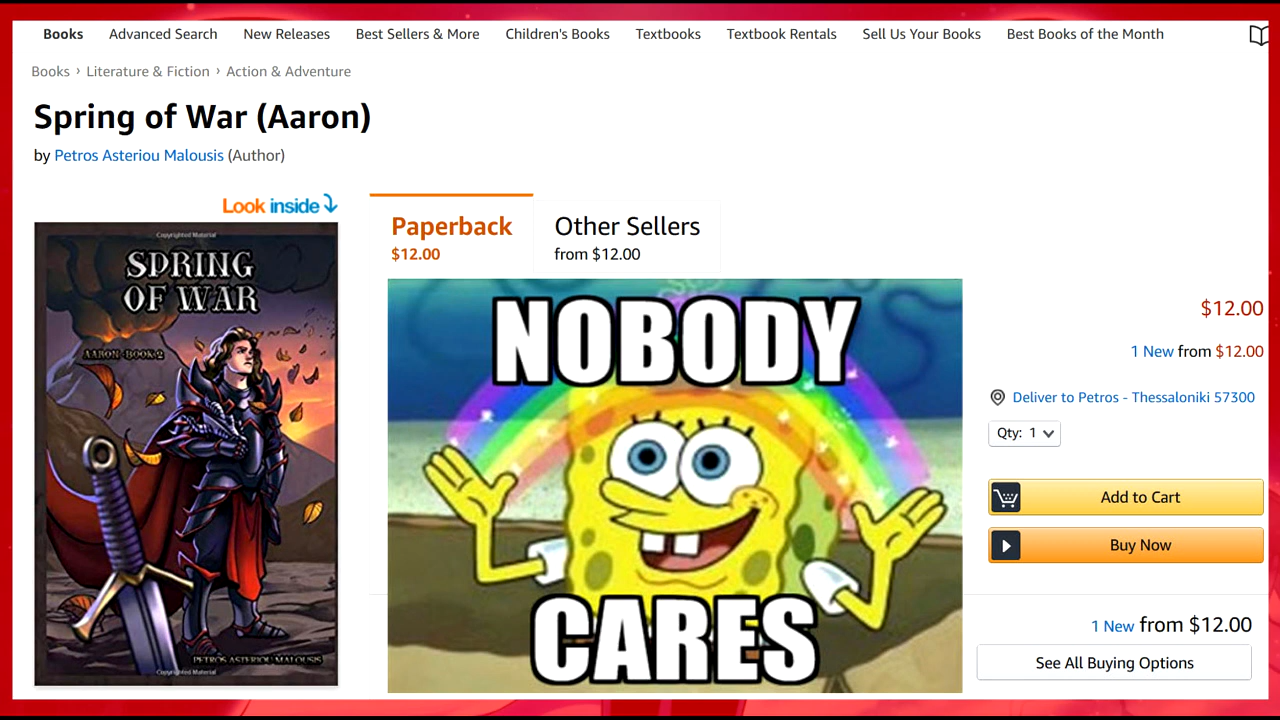 Books Advanced Search New Releases Best Sellers & More Children's Books Textbooks Textbook Rentals Sell Us Your Books Best Books of the Month
Books › Literature & Fiction › Action & Adventure
Spring of War (Aaron)
by Petros Asteriou Malousis (Author)
Look inside
Copyrighted Material
SPRING
OF WAR
AARON-BOOK 2
PETROS ASTERIOU MALOUSIS
Copyrighted Material
Paperback
$12.00
Other Sellers
from $12.00
NOBODY
CARES
$12.00
1 New from $12.00
Deliver to Petros - Thessaloniki 57300
Qty: 1
Add to Cart
Buy Now
1 New from $12.00
See All Buying Options